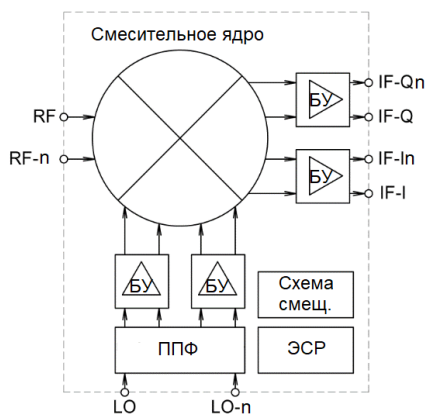 Смесительное ядро
IF-Qn
БУ
RF
IF-Q
RF-n
IF-In
БУ
IF-I
БУ
БУ
Схема
смещ.
ППФ
ЭСР
LO
LO-n